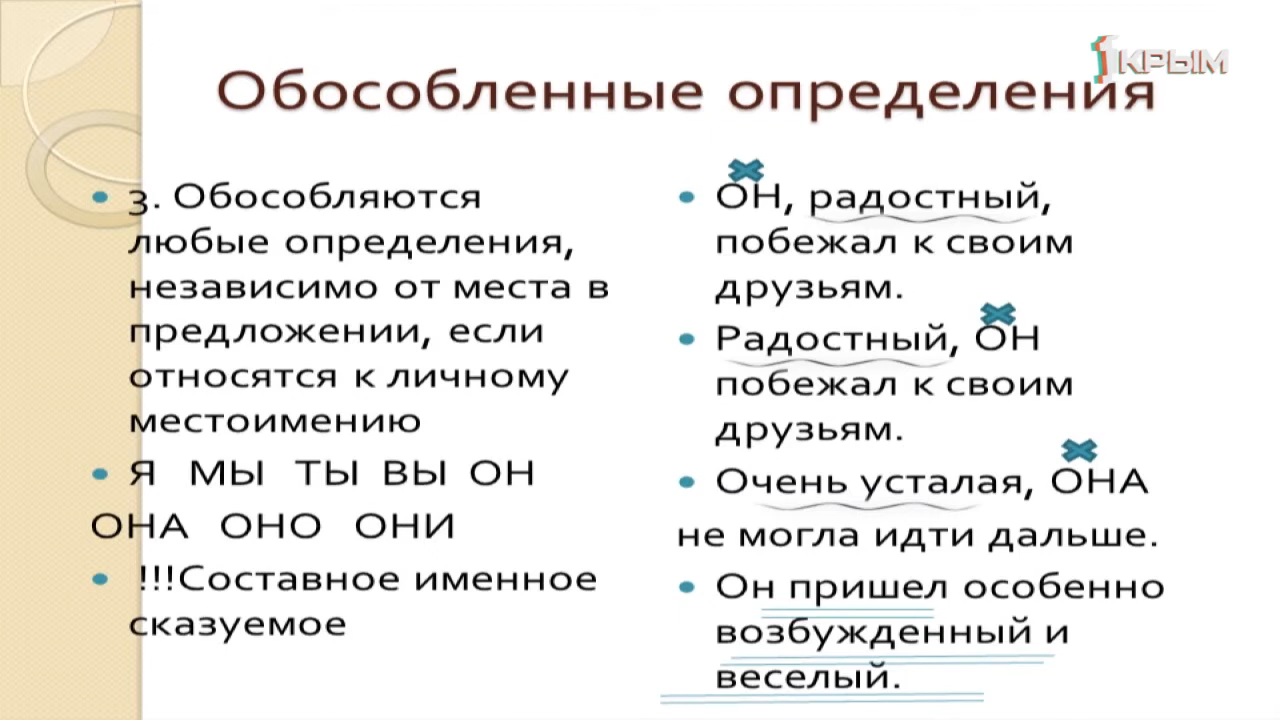 1КРЫМ
Обособленные определения
3. Обособляются
любые определения,
независимо от места в
предложении, если
относятся к личному
местоимению
Я МЫ ТЫ ВЫ ОН
ОНА ОНО ОНИ
!!!Составное именное
сказуемое
ОН, радостный,
побежал к своим
друзьям.
Радостный, ОН
побежал к своим
друзьям.
Очень усталая, ОНА
не могла идти дальше.
Он пришел особенно
возбужденный и
веселый.